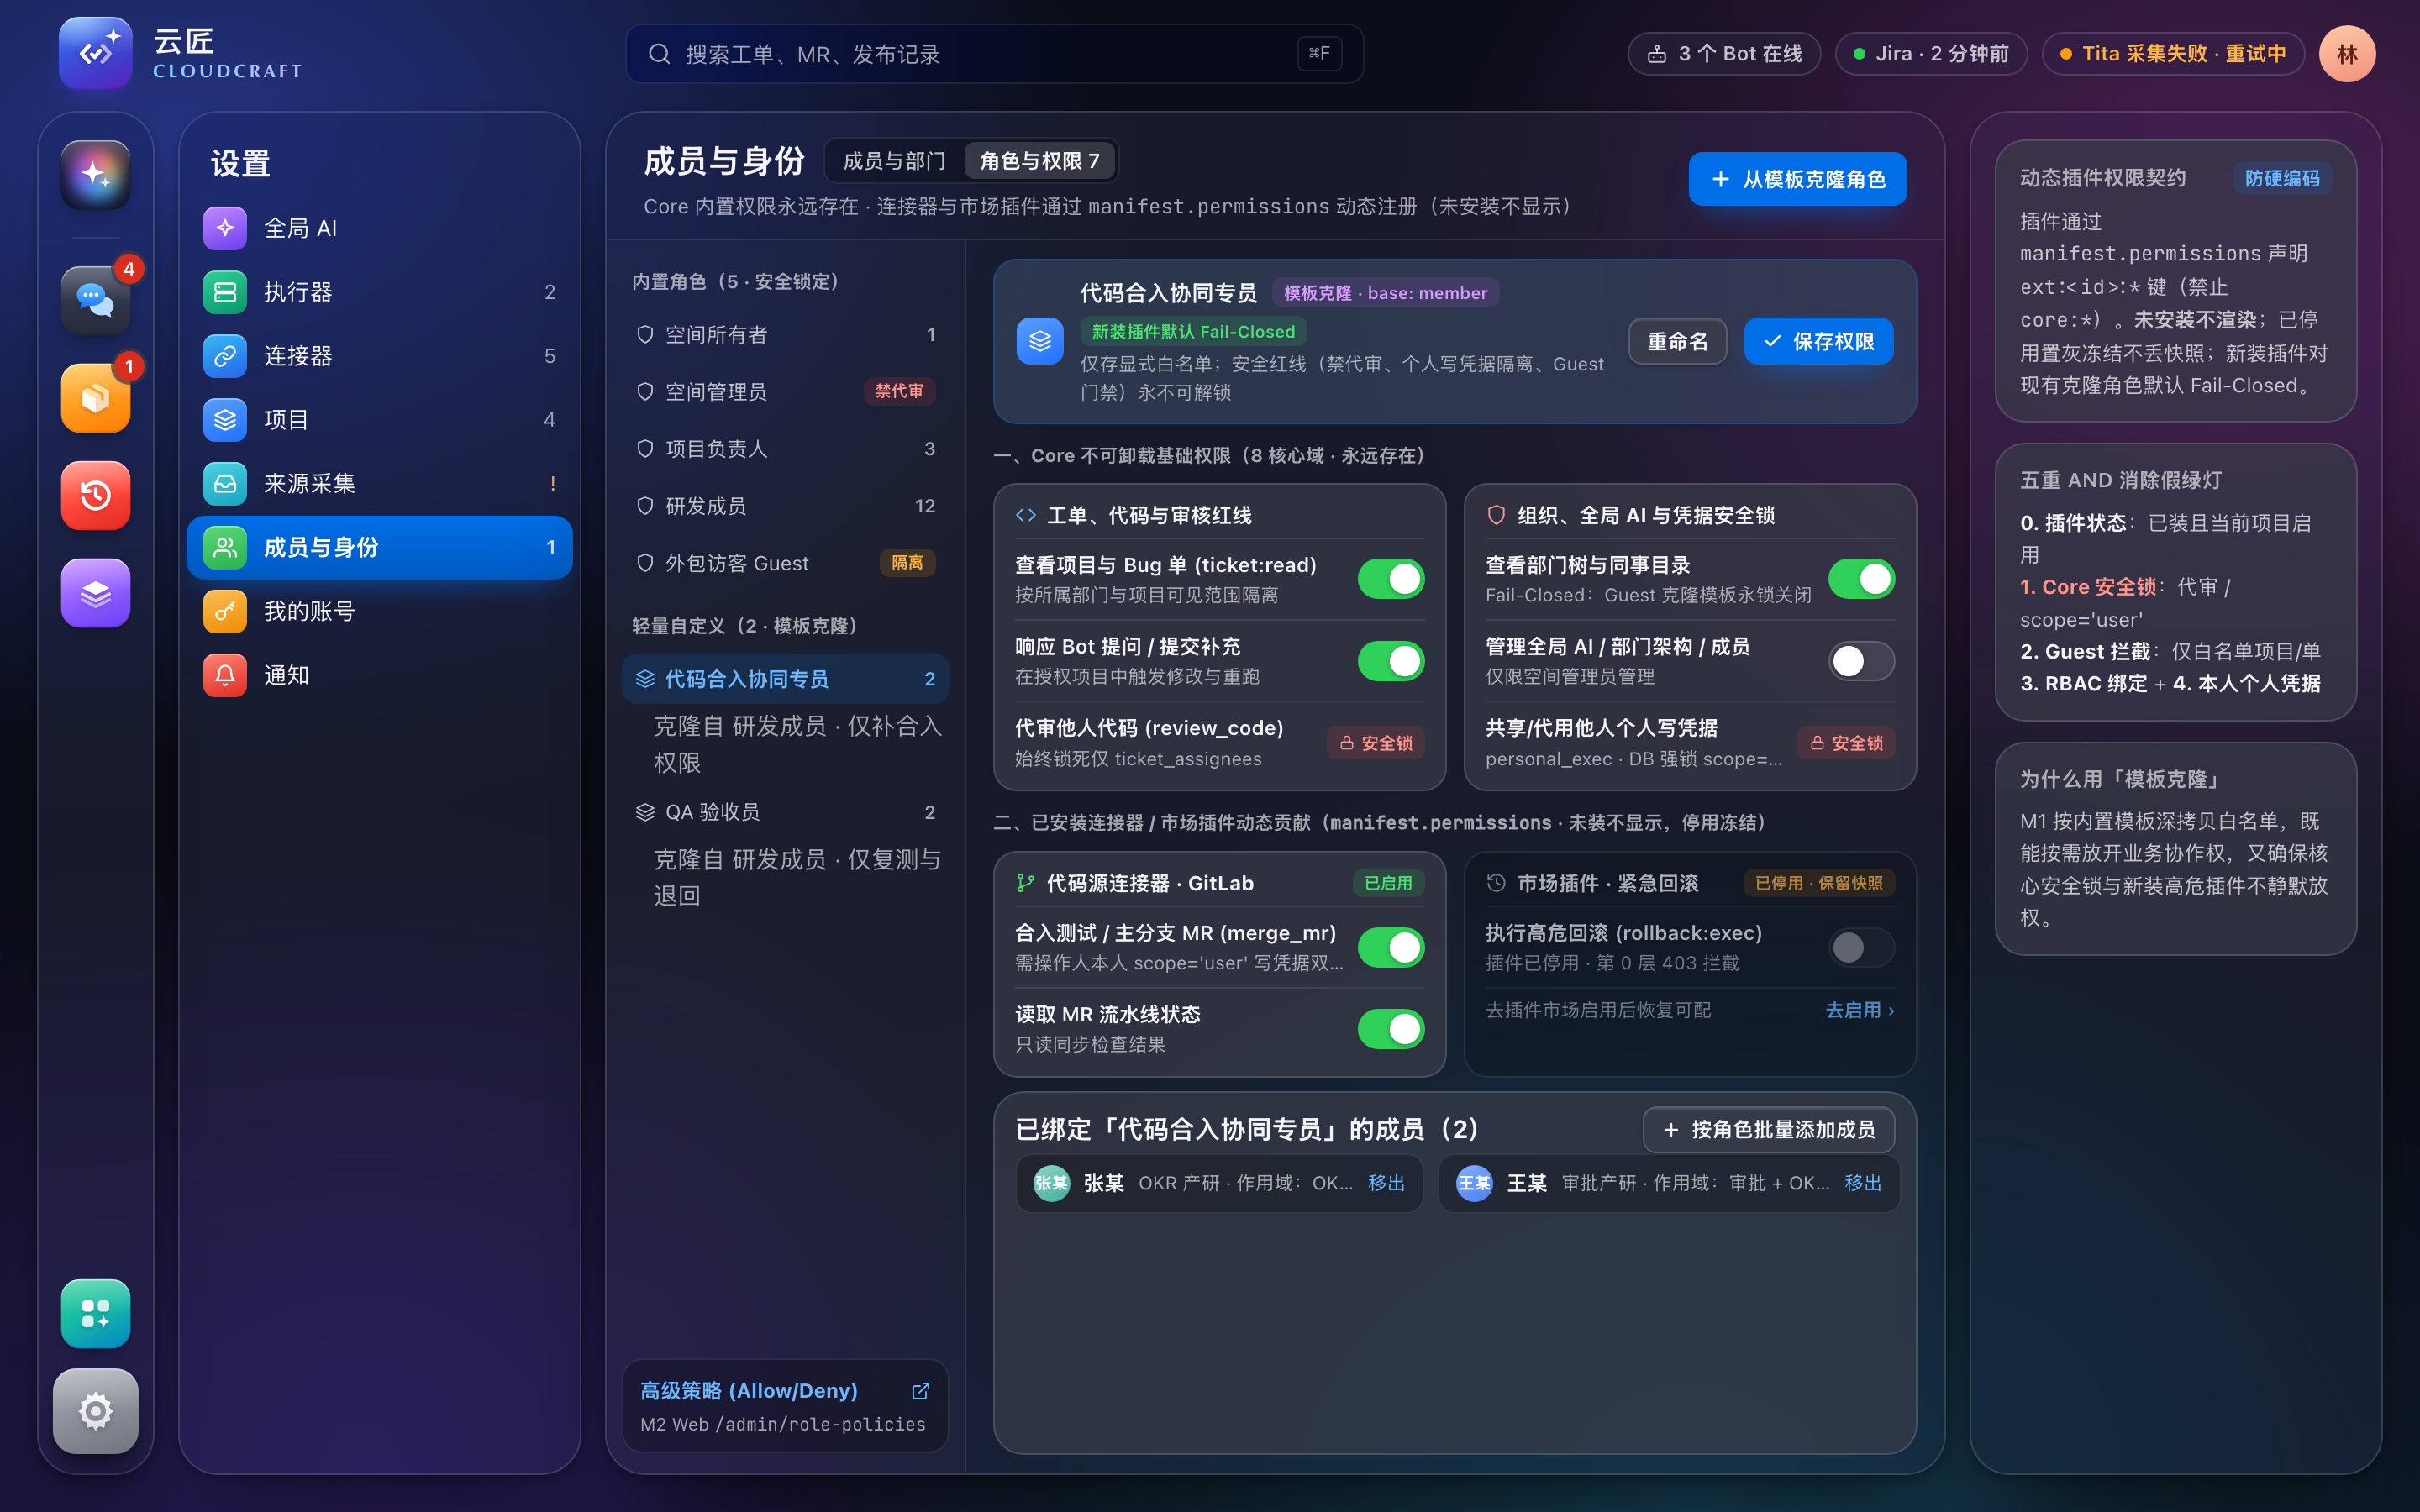 云匠
CLOUDCRAFT
搜索工单、MR、发布记录
⌘F
3 个 Bot 在线
Jira · 2 分钟前
Tita 采集失败 · 重试中
林
4
1
设置
全局 AI
执行器
2
连接器
5
项目
4
来源采集
!
成员与身份
1
我的账号
通知
成员与身份
成员与部门
角色与权限 7
Core 内置权限永远存在 · 连接器与市场插件通过 manifest.permissions 动态注册（未安装不显示）
从模板克隆角色
内置角色（5 · 安全锁定）
空间所有者
1
空间管理员
禁代审
项目负责人
3
研发成员
12
外包访客 Guest
隔离
轻量自定义（2 · 模板克隆）
代码合入协同专员
2
克隆自 研发成员 · 仅补合入
权限
QA 验收员
2
克隆自 研发成员 · 仅复测与
退回
高级策略 (Allow/Deny)
M2 Web /admin/role-policies
代码合入协同专员
模板克隆 · base: member
新装插件默认 Fail-Closed
仅存显式白名单；安全红线（禁代审、个人写凭据隔离、Guest
门禁）永不可解锁
重命名
保存权限
一、Core 不可卸载基础权限（8 核心域 · 永远存在）
工单、代码与审核红线
查看项目与 Bug 单 (ticket:read)
按所属部门与项目可见范围隔离
响应 Bot 提问 / 提交补充
在授权项目中触发修改与重跑
代审他人代码 (review_code)
始终锁死仅 ticket_assignees
安全锁
组织、全局 AI 与凭据安全锁
查看部门树与同事目录
Fail-Closed：Guest 克隆模板永锁关闭
管理全局 AI / 部门架构 / 成员
仅限空间管理员管理
共享/代用他人个人写凭据
personal_exec · DB 强锁 scope=...
安全锁
二、已安装连接器 / 市场插件动态贡献（manifest.permissions · 未装不显示，停用冻结）
代码源连接器 · GitLab
已启用
合入测试 / 主分支 MR (merge_mr)
需操作人本人 scope='user' 写凭据双...
读取 MR 流水线状态
只读同步检查结果
市场插件 · 紧急回滚
已停用 · 保留快照
执行高危回滚 (rollback:exec)
插件已停用 · 第 0 层 403 拦截
去插件市场启用后恢复可配
去启用 ›
已绑定「代码合入协同专员」的成员（2）
按角色批量添加成员
张某
张某
OKR 产研 · 作用域：OK...
移出
王某
王某
审批产研 · 作用域：审批 + OK...
移出
动态插件权限契约
防硬编码
插件通过
manifest.permissions 声明
ext:<id>:* 键（禁止
core:*）。未安装不渲染；已停
用置灰冻结不丢快照；新装插件对
现有克隆角色默认 Fail-Closed。
五重 AND 消除假绿灯
0. 插件状态：已装且当前项目启
用
1. Core 安全锁：代审 /
scope='user'
2. Guest 拦截：仅白名单项目/单
3. RBAC 绑定 + 4. 本人个人凭据
为什么用「模板克隆」
M1 按内置模板深拷贝白名单，既
能按需放开业务协作权，又确保核
心安全锁与新装高危插件不静默放
权。